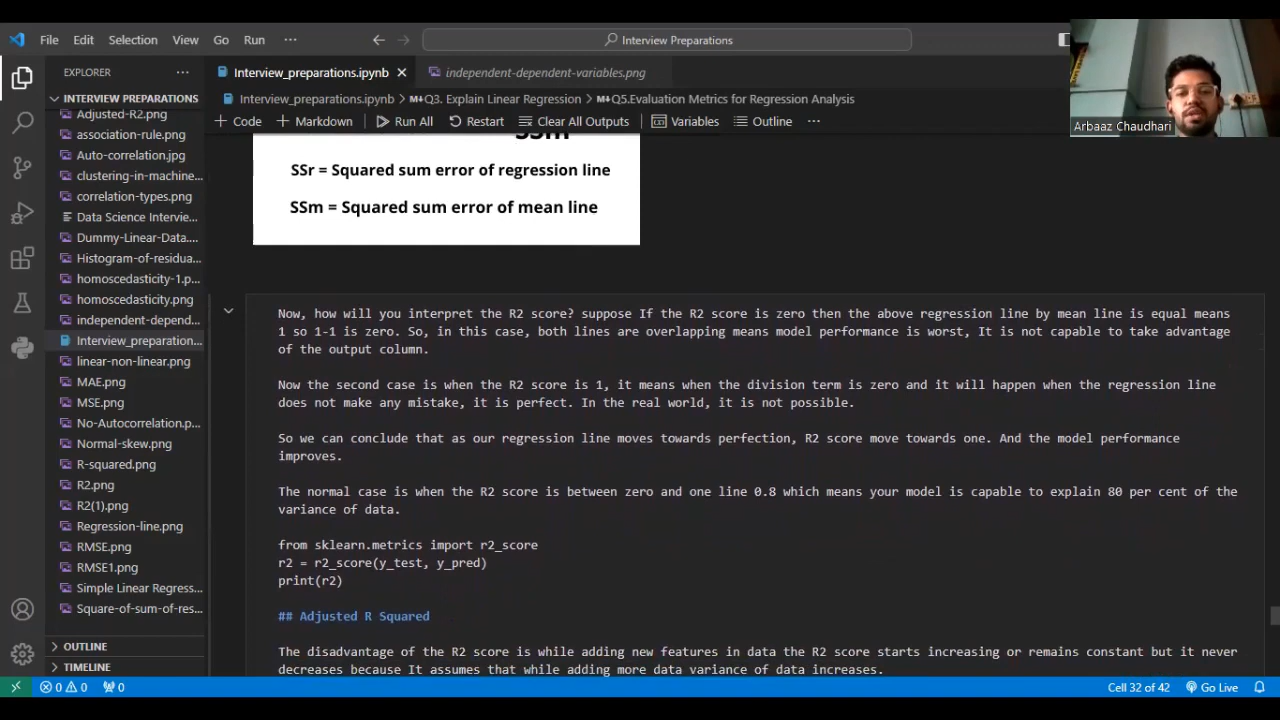 File Edit Selection View Go Run ··· Interview Preparations
EXPLORER ···
Interview_preparations.ipynb independent-dependent-variables.png
INTERVIEW PREPARATIONS
Interview_preparations.ipynb > Q3. Explain Linear Regression > Q5.Evaluation Metrics for Regression Analysis
+ Code + Markdown Run All Restart Clear All Outputs Variables Outline ···
Arbaaz Chaudhari
Adjusted-R2.png
association-rule.png
Auto-correlation.jpg
clustering-in-machine...
correlation-types.png
Data Science Intervie...
Dummy-Linear-Data....
Histogram-of-residua...
homoscedasticity-1.p...
homoscedasticity.png
independent-depend...
Interview_preparation...
linear-non-linear.png
MAE.png
MSE.png
No-Autocorrelation.p...
Normal-skew.png
R-squared.png
R2.png
R2(1).png
Regression-line.png
RMSE.png
RMSE1.png
Simple Linear Regress...
Square-of-sum-of-res...
OUTLINE
TIMELINE
SSm
SSr = Squared sum error of regression line
SSm = Squared sum error of mean line
Now, how will you interpret the R2 score? suppose If the R2 score is zero then the above regression line by mean line is equal means
1 so 1-1 is zero. So, in this case, both lines are overlapping means model performance is worst, It is not capable to take advantage
of the output column.
Now the second case is when the R2 score is 1, it means when the division term is zero and it will happen when the regression line
does not make any mistake, it is perfect. In the real world, it is not possible.
So we can conclude that as our regression line moves towards perfection, R2 score move towards one. And the model performance
improves.
The normal case is when the R2 score is between zero and one line 0.8 which means your model is capable to explain 80 per cent of the
variance of data.
from sklearn.metrics import r2_score
r2 = r2_score(y_test, y_pred)
print(r2)
## Adjusted R Squared
The disadvantage of the R2 score is while adding new features in data the R2 score starts increasing or remains constant but it never
decreases because It assumes that while adding more data variance of data increases.
0 0 0 Cell 32 of 42 Go Live